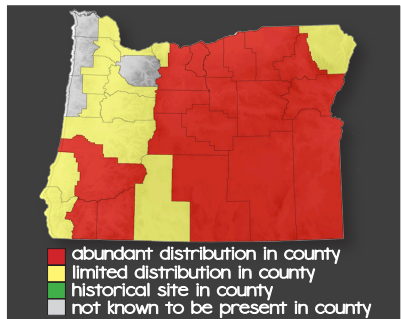 abundant distribution in county
limited distribution in county
historical site in county
not known to be present in county